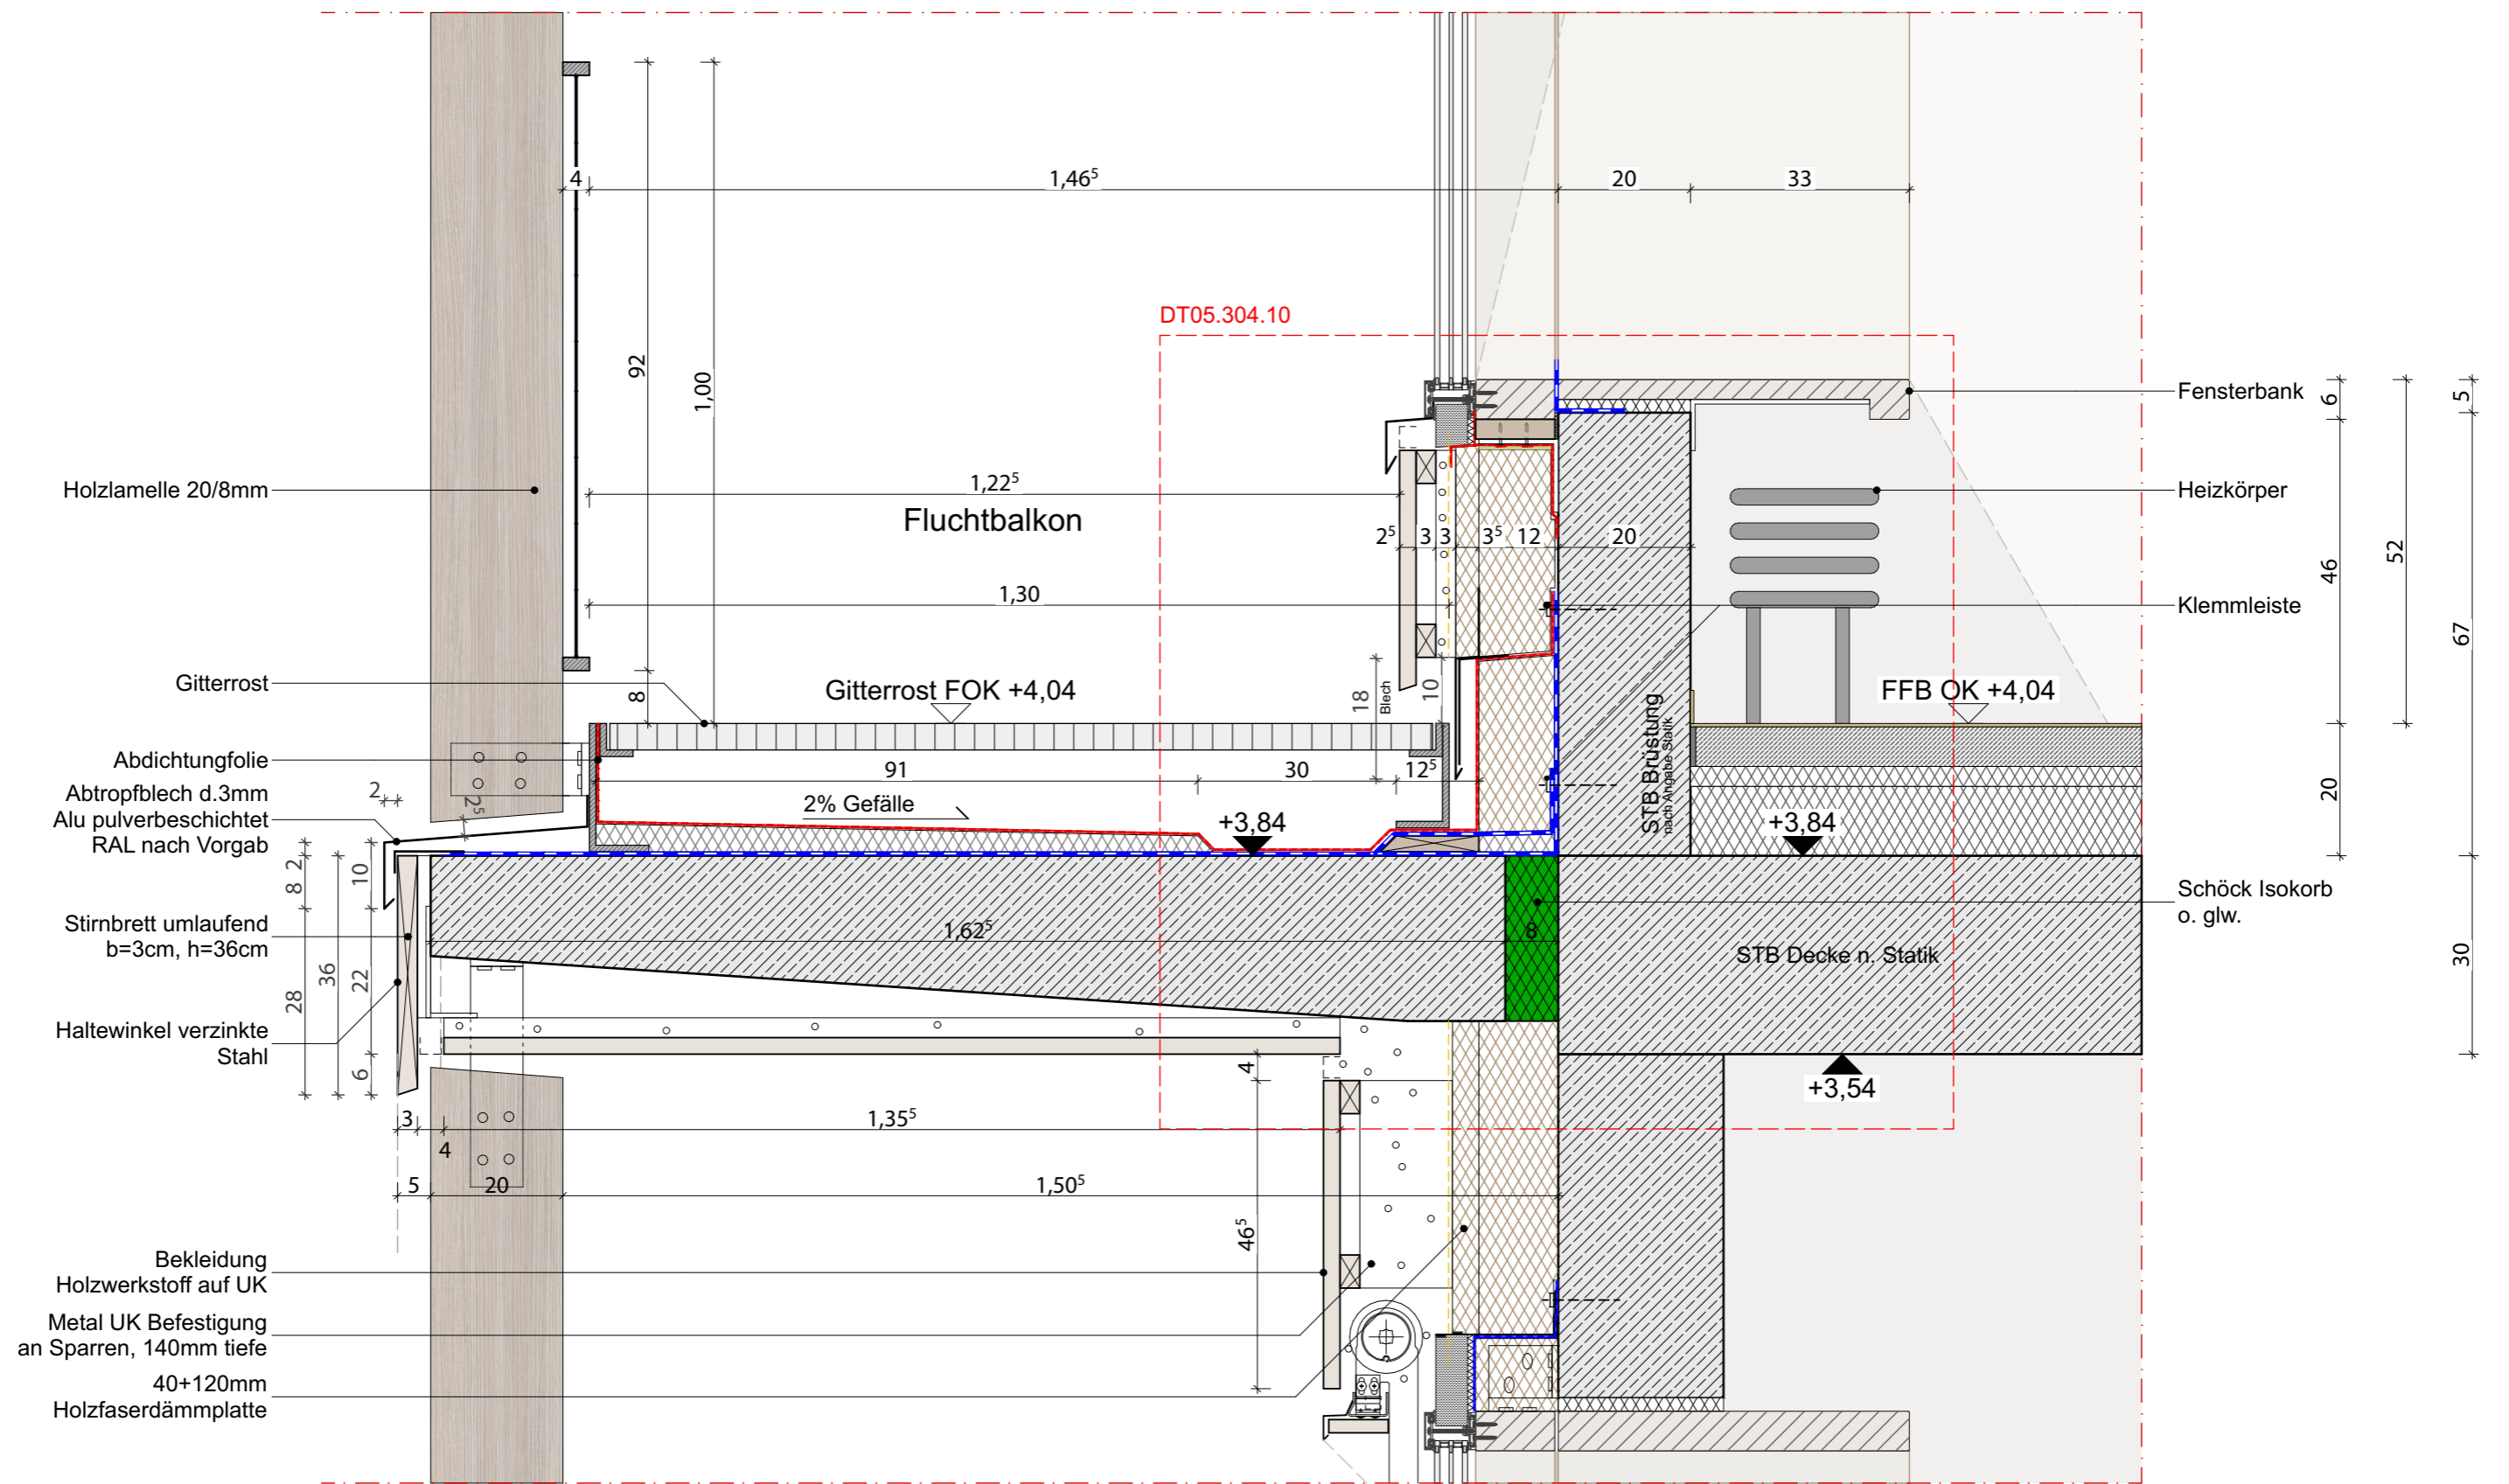 4
1,46⁵
20
33
DT05.304.10
92
1,00
Fensterbank
6
5
Holzlamelle 20/8mm
1,22⁵
Fluchtbalkon
Heizkörper
2⁵
3
3
3⁵
12
20
46
52
1,30
Klemmleiste
67
Gitterrost
8
Gitterrost FOK +4,04
18
Blech
10
STB Brüstung
nach Angabe Statik
FFB OK +4,04
Abdichtungfolie
91
30
12⁵
Abtropfblech d.3mm
Alu pulverbeschichtet
RAL nach Vorgab
2
2⁵
2% Gefälle
+3,84
+3,84
20
2
8
10
Schöck Isokorb
o. glw.
Stirnbrett umlaufend
b=3cm, h=36cm
1,62⁵
8
STB Decke n. Statik
30
28
36
22
Haltewinkel verzinkte
Stahl
6
4
+3,54
3
4
1,35⁵
5
20
1,50⁵
46⁵
Bekleidung
Holzwerkstoff auf UK
Metal UK Befestigung
an Sparren, 140mm tiefe
40+120mm
Holzfaserdämmplatte